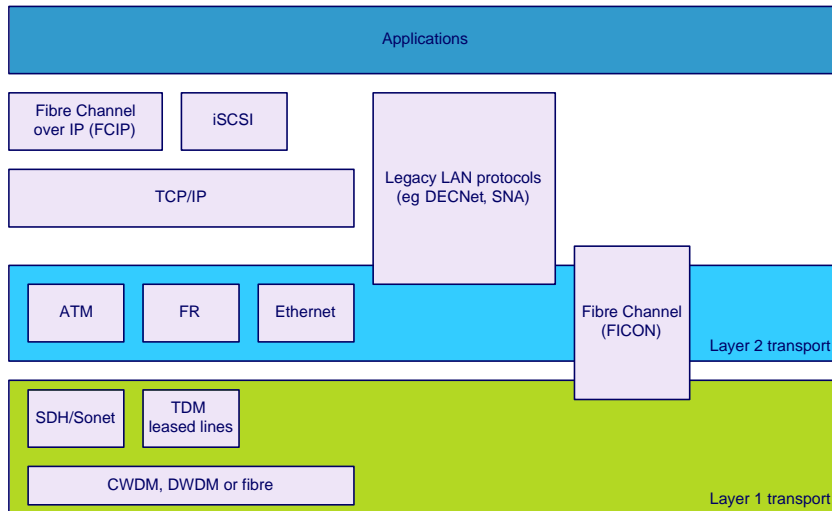 Applications
Fibre Channel
over IP (FCIP)
iSCSI
Legacy LAN protocols
(eg DECNet, SNA)
TCP/IP
ATM
FR
Ethernet
Fibre Channel
(FICON)
Layer 2 transport
SDH/Sonet
TDM
leased lines
CWDM, DWDM or fibre
Layer 1 transport